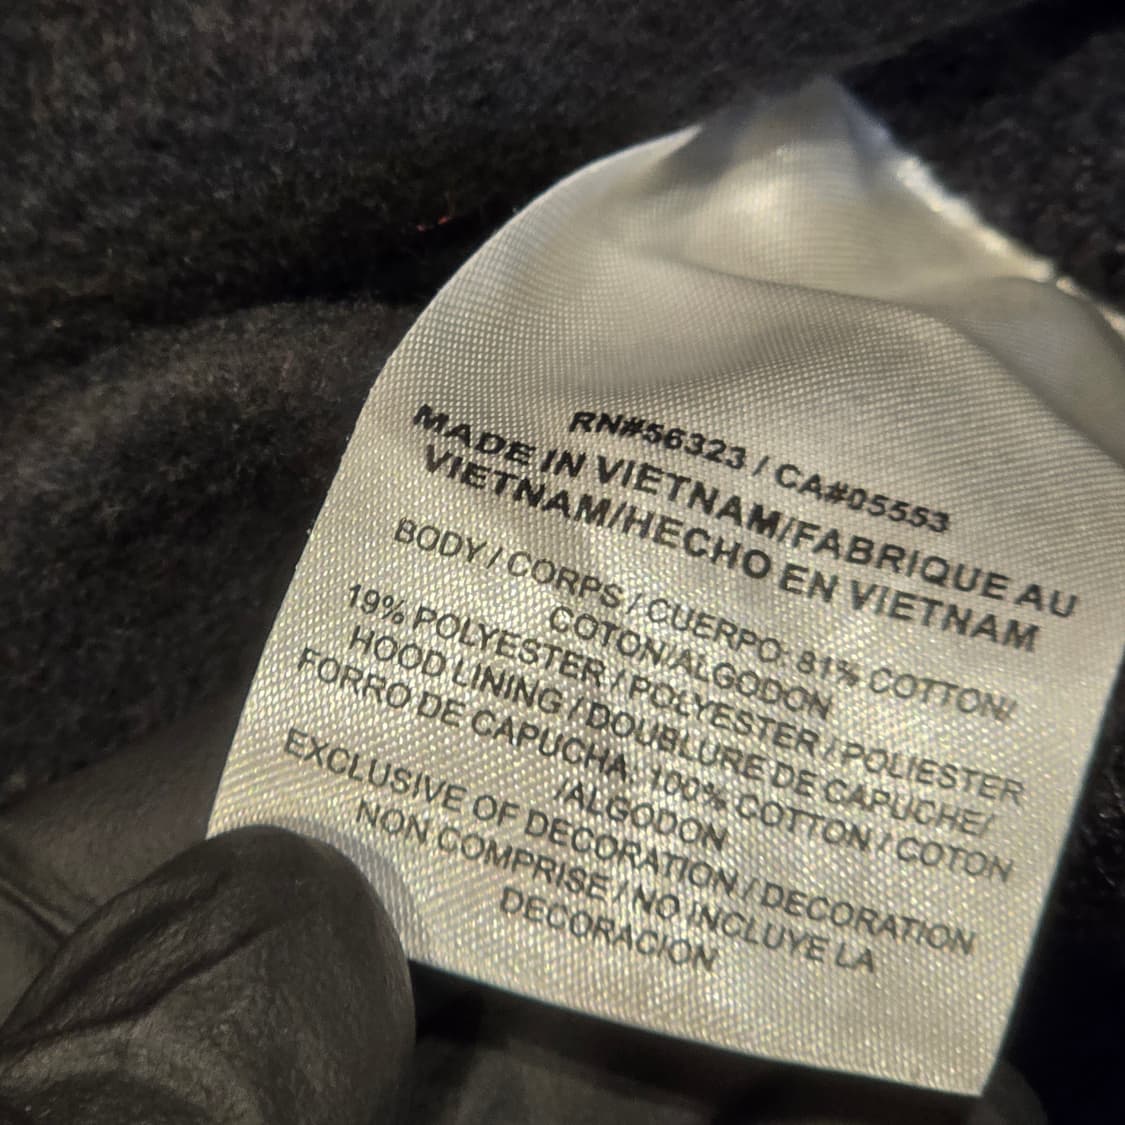 RN#56323 / CA#05553
MADE IN VIETNAM/FABRIQUE AU
VIETNAM/HECHO EN VIETNAM
BODY / CORPS / CUERPO: 81% COTTON/
COTON/ALGODON
19% POLYESTER / POLYESTER / POLIESTER
HOOD LINING / DOUBLURE DE CAPUCHE/
FORRO DE CAPUCHA: 100% COTTON / COTON
/ALGODON
EXCLUSIVE OF DECORATION / DECORATION
NON COMPRISE / NO INCLUYE LA
DECORACION